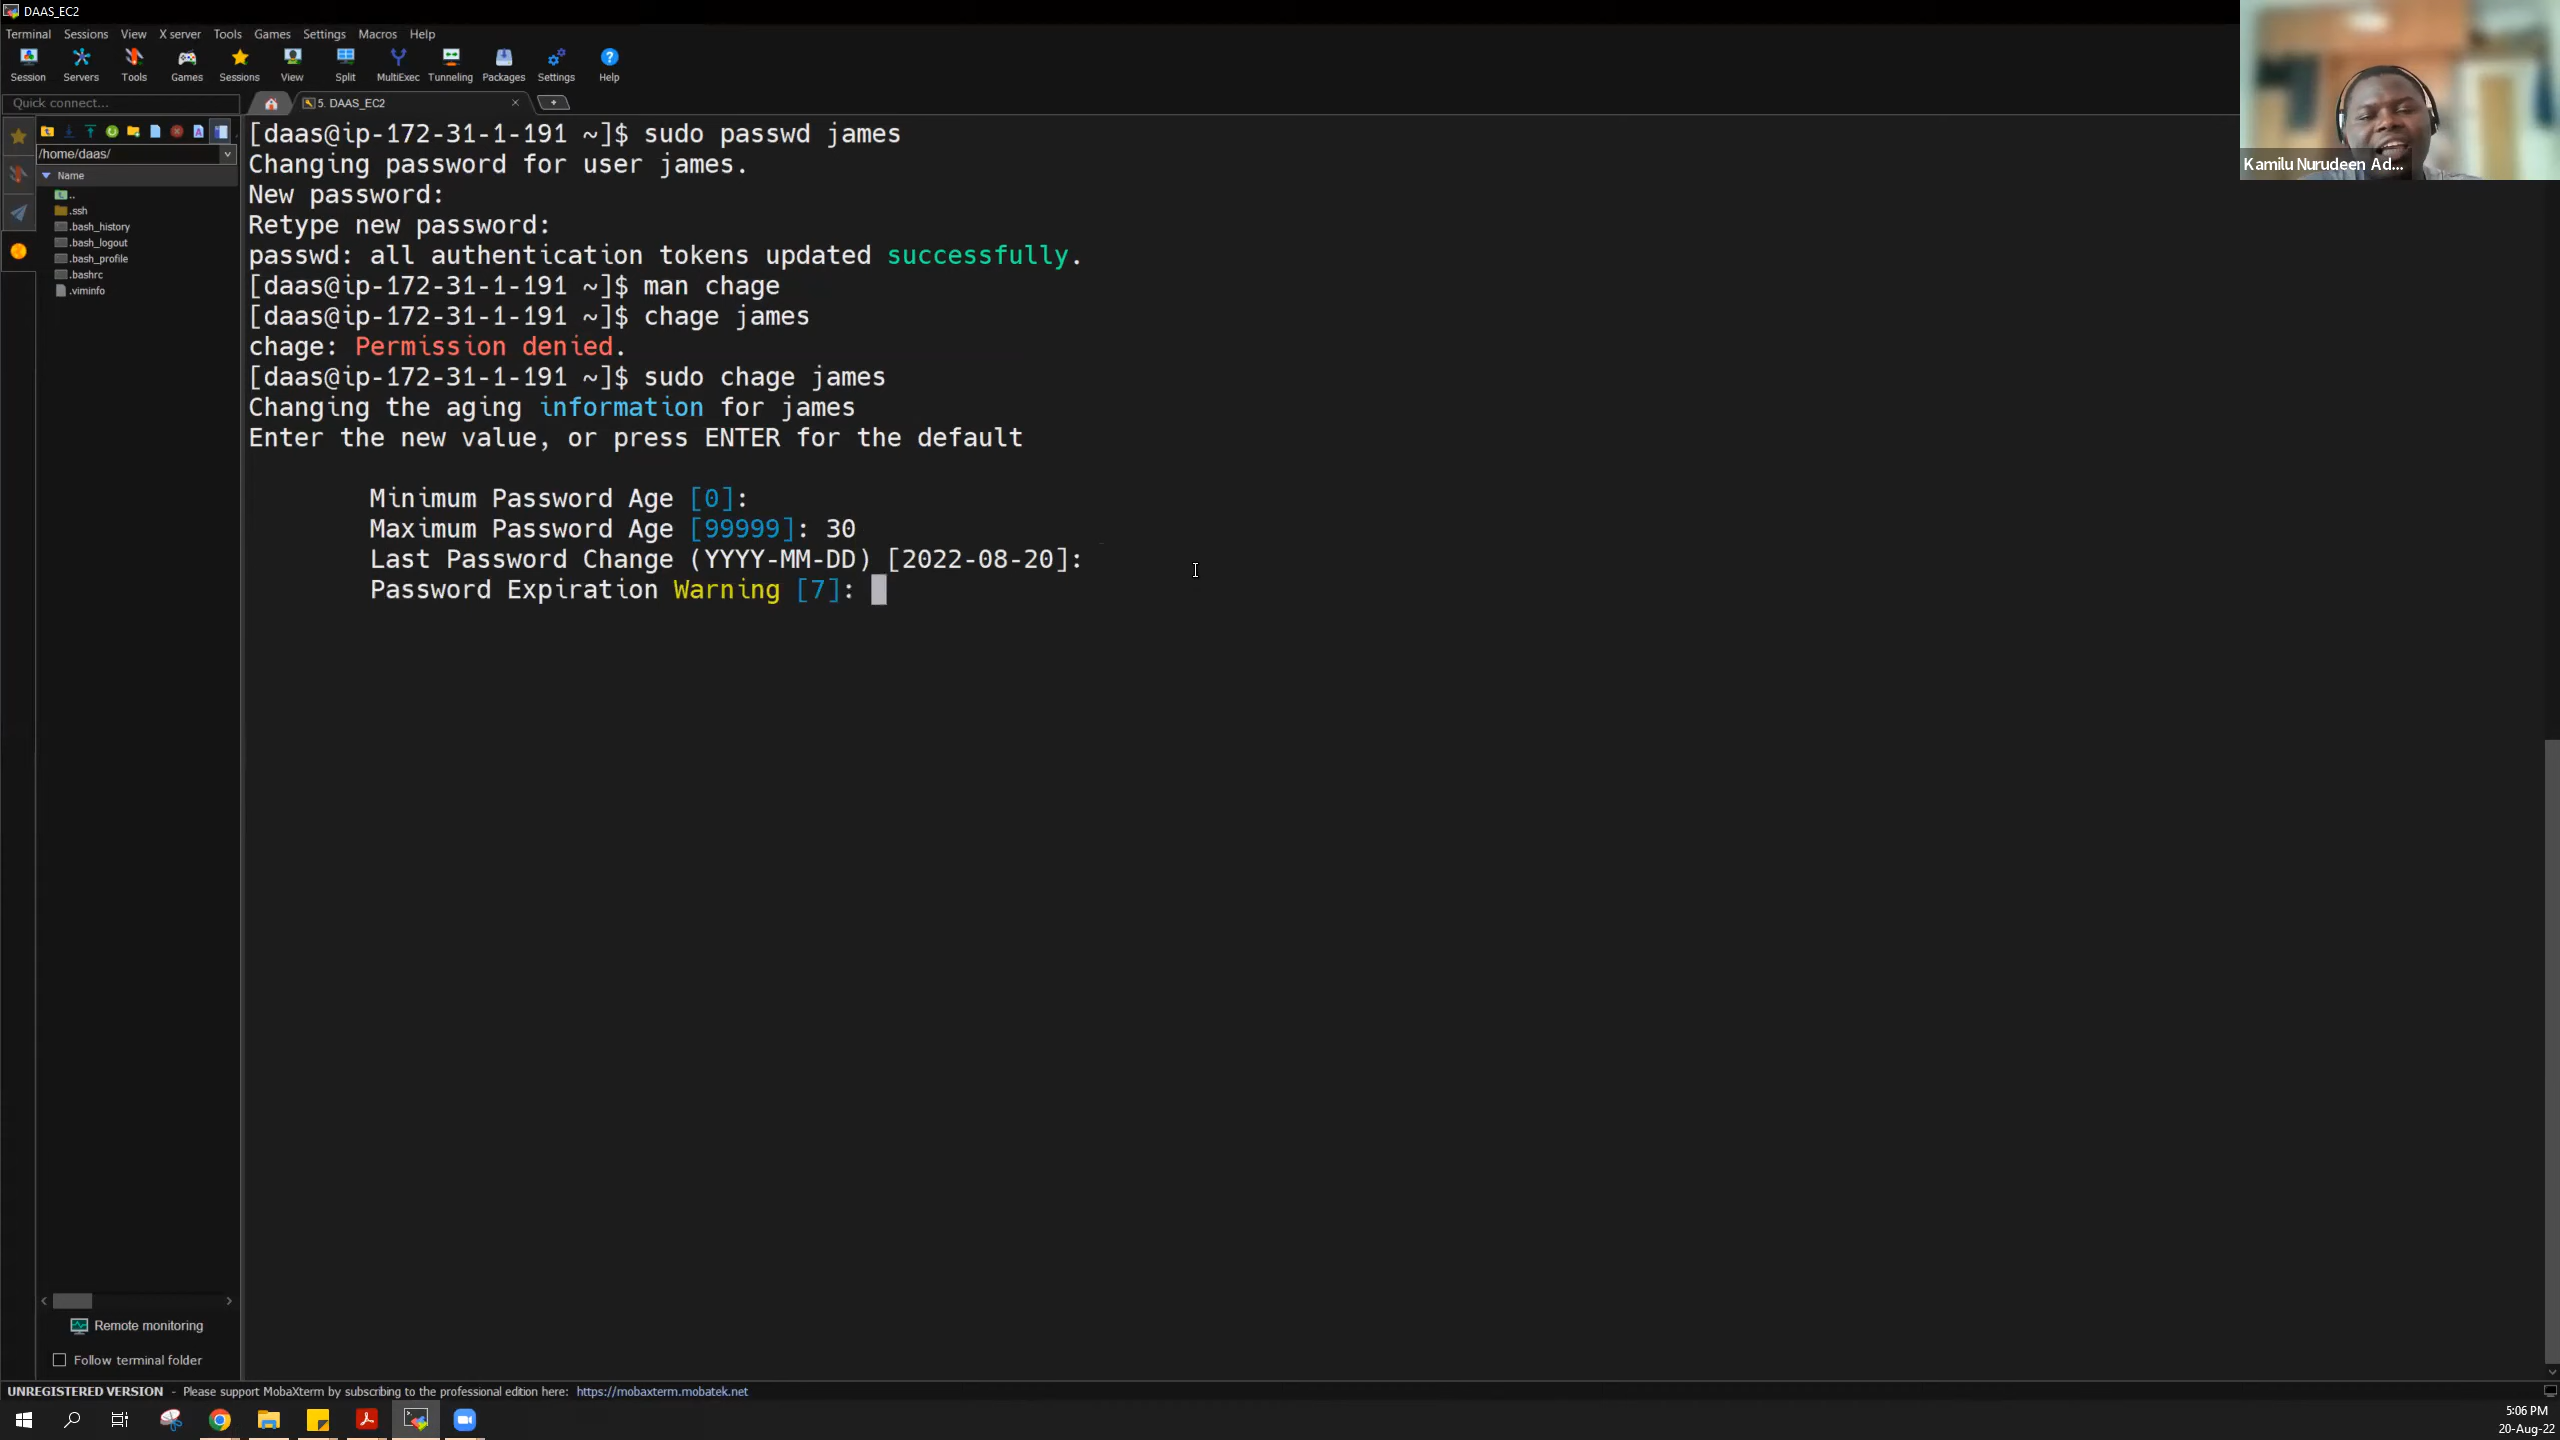 DAAS_EC2
Terminal Sessions View X server Tools Games Settings Macros Help
Session Servers Tools Games Sessions View Split MultiExec Tunneling Packages Settings Help
Quick connect...
5. DAAS_EC2
/home/daas/
Name
..
.ssh
.bash_history
.bash_logout
.bash_profile
.bashrc
.viminfo
[daas@ip-172-31-1-191 ~]$ sudo passwd james
Changing password for user james.
New password:
Retype new password:
passwd: all authentication tokens updated successfully.
[daas@ip-172-31-1-191 ~]$ man chage
[daas@ip-172-31-1-191 ~]$ chage james
chage: Permission denied.
[daas@ip-172-31-1-191 ~]$ sudo chage james
Changing the aging information for james
Enter the new value, or press ENTER for the default
Minimum Password Age [0]:
Maximum Password Age [99999]: 30
Last Password Change (YYYY-MM-DD) [2022-08-20]:
Password Expiration Warning [7]:
Kamilu Nurudeen Ad...
Remote monitoring
Follow terminal folder
UNREGISTERED VERSION - Please support MobaXterm by subscribing to the professional edition here: https://mobaxterm.mobatek.net
5:06 PM
20-Aug-22